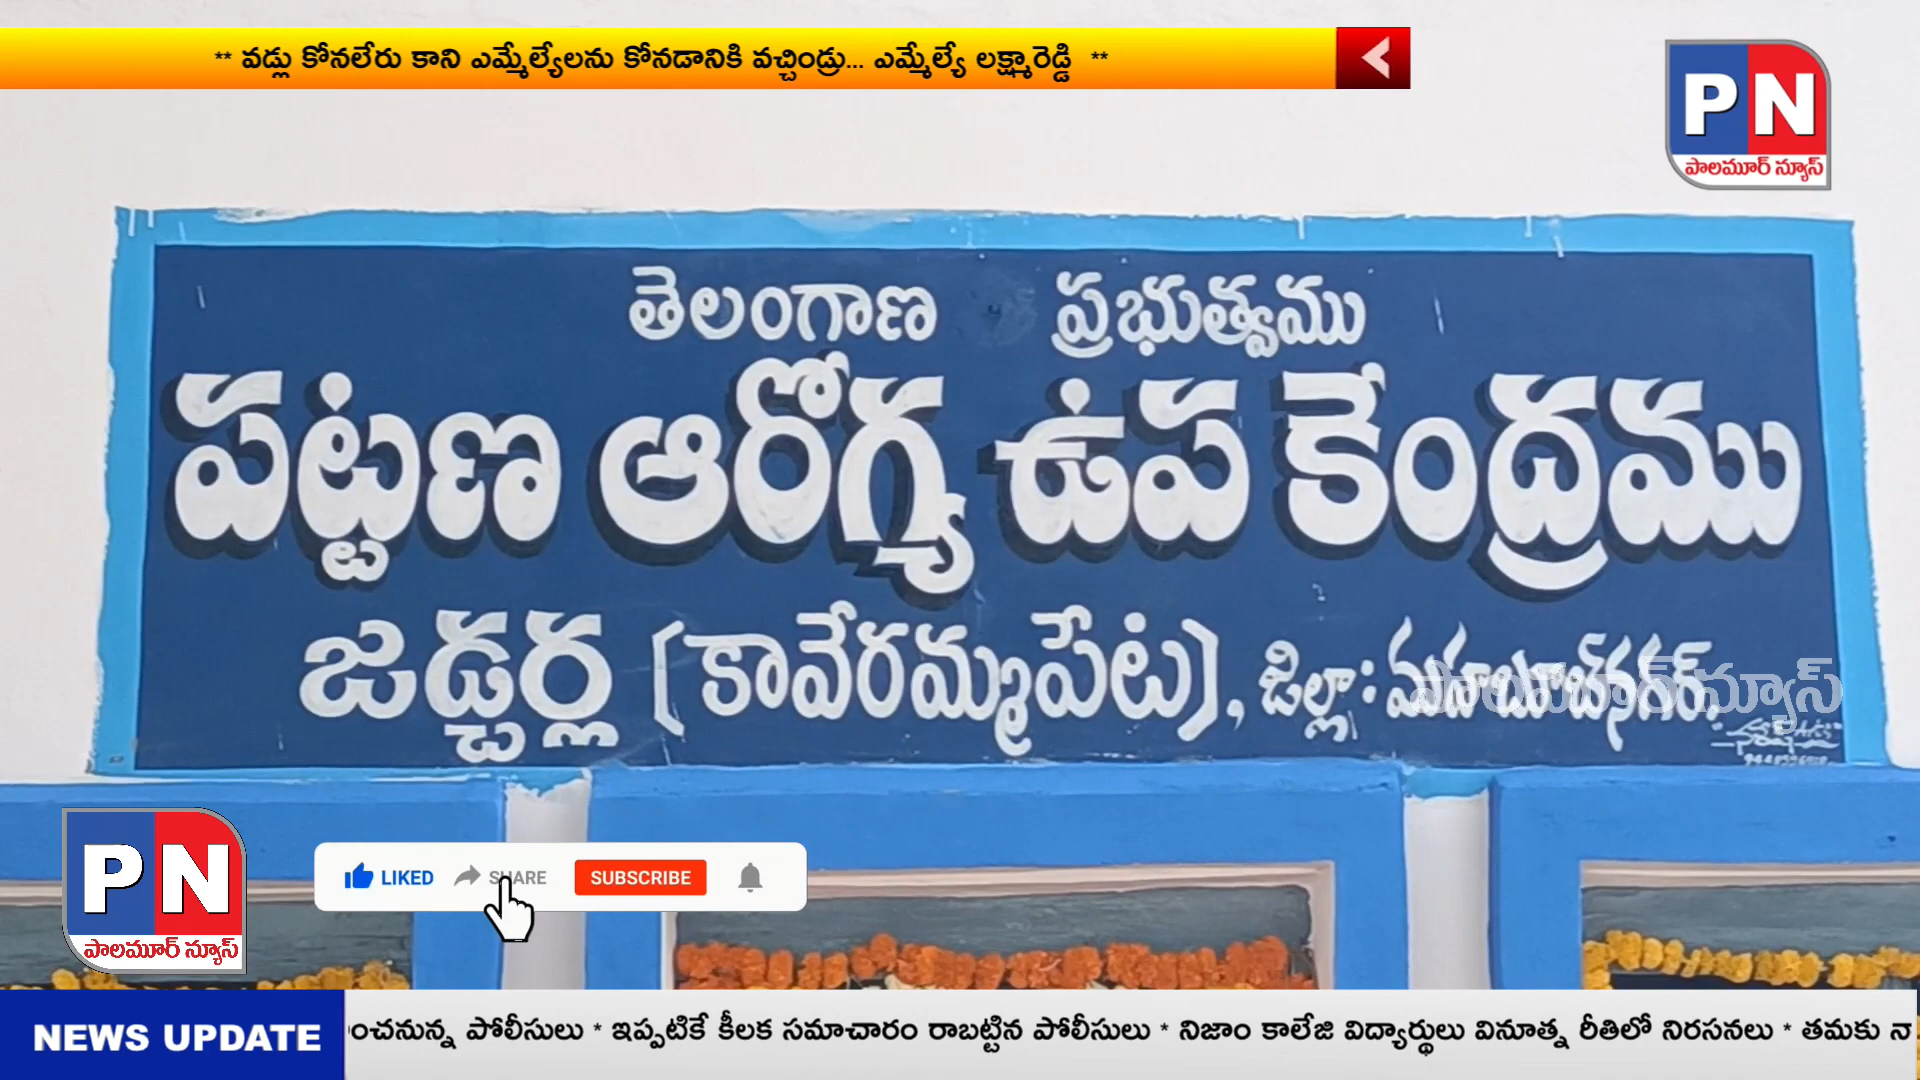 ** వడ్లు కోనలేరు కాని ఎమ్మేల్యేలను కోనడానికి వచ్చిండ్రు... ఎమ్మేల్యే లక్ష్మారెడ్డి **
PN
పాలమూర్ న్యూస్
తెలంగాణ ప్రభుత్వము
పట్టణ ఆరోగ్య ఉప కేంద్రము
జడ్చర్ల (కావేరమ్మపేట), జిల్లా: మహబూబ్‌నగర్.
పాలమూర్ న్యూస్
PN
పాలమూర్ న్యూస్
LIKED SHARE SUBSCRIBE
NEWS UPDATE
పోలీసులు * ఇప్పటికే కీలక సమాచారం రాబట్టిన పోలీసులు * నిజాం కాలేజి విద్యార్థులు వినూత్న రీతిలో నిరసనలు * తమకు